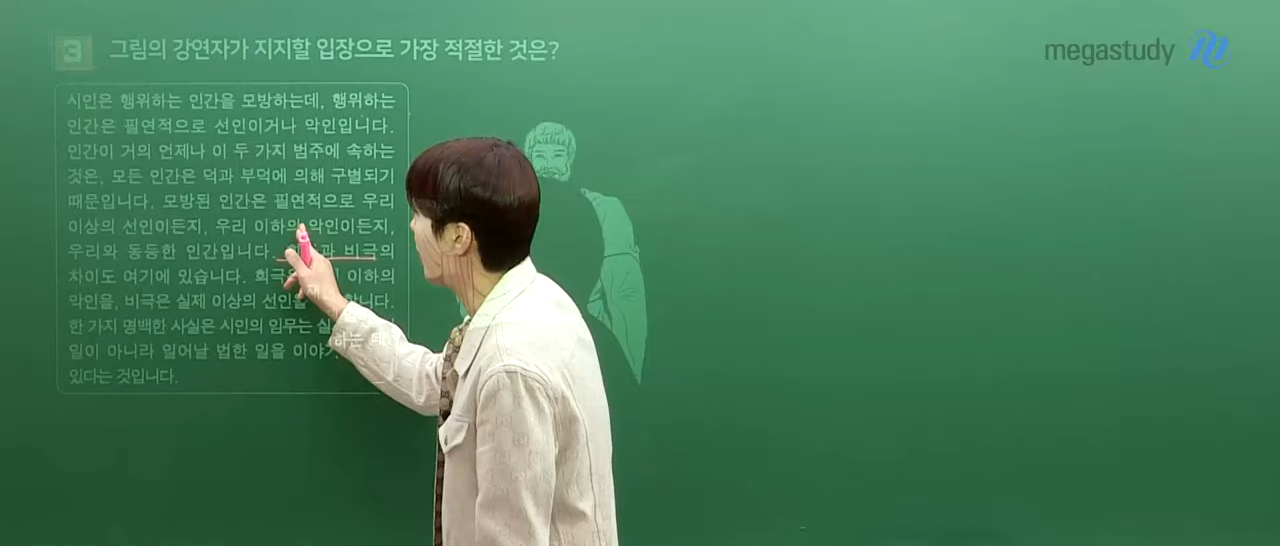 3 그림의 강연자가 지지할 입장으로 가장 적절한 것은?
megastudy
시인은 행위하는 인간을 모방하는데, 행위하는
인간은 필연적으로 선인이거나 악인입니다.
인간이 거의 언제나 이 두 가지 범주에 속하는
것은, 모든 인간은 덕과 부덕에 의해 구별되기
때문입니다. 모방된 인간은 필연적으로 우리
이상의 선인이든지, 우리 이하의 악인이든지,
우리와 동등한 인간입니다. 비극의
차이도 여기에 있습니다. 이하의
악인을, 비극은 실제 이상의 선인을
한 가지 명백한 사실은 시인의 임무는
일이 아니라 일어날 법한 일을 하는 데
있다는 것입니다.